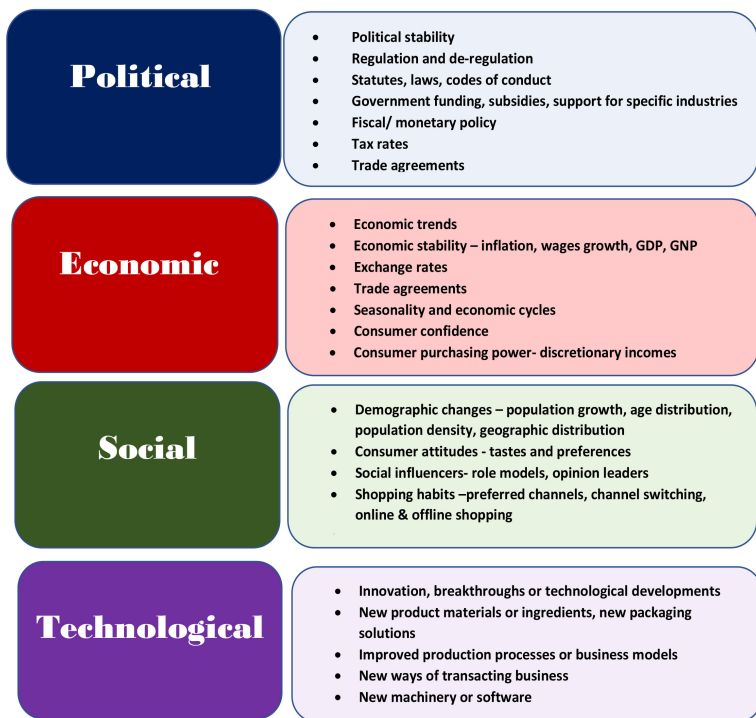 Political
• Political stability
• Regulation and de-regulation
• Statutes, laws, codes of conduct
• Government funding, subsidies, support for specific industries
• Fiscal/ monetary policy
• Tax rates
• Trade agreements
Economic
• Economic trends
• Economic stability – inflation, wages growth, GDP, GNP
• Exchange rates
• Trade agreements
• Seasonality and economic cycles
• Consumer confidence
• Consumer purchasing power- discretionary incomes
Social
• Demographic changes – population growth, age distribution,
population density, geographic distribution
• Consumer attitudes - tastes and preferences
• Social influencers- role models, opinion leaders
• Shopping habits –preferred channels, channel switching,
online & offline shopping
Technological
• Innovation, breakthroughs or technological developments
• New product materials or ingredients, new packaging
solutions
• Improved production processes or business models
• New ways of transacting business
• New machinery or software